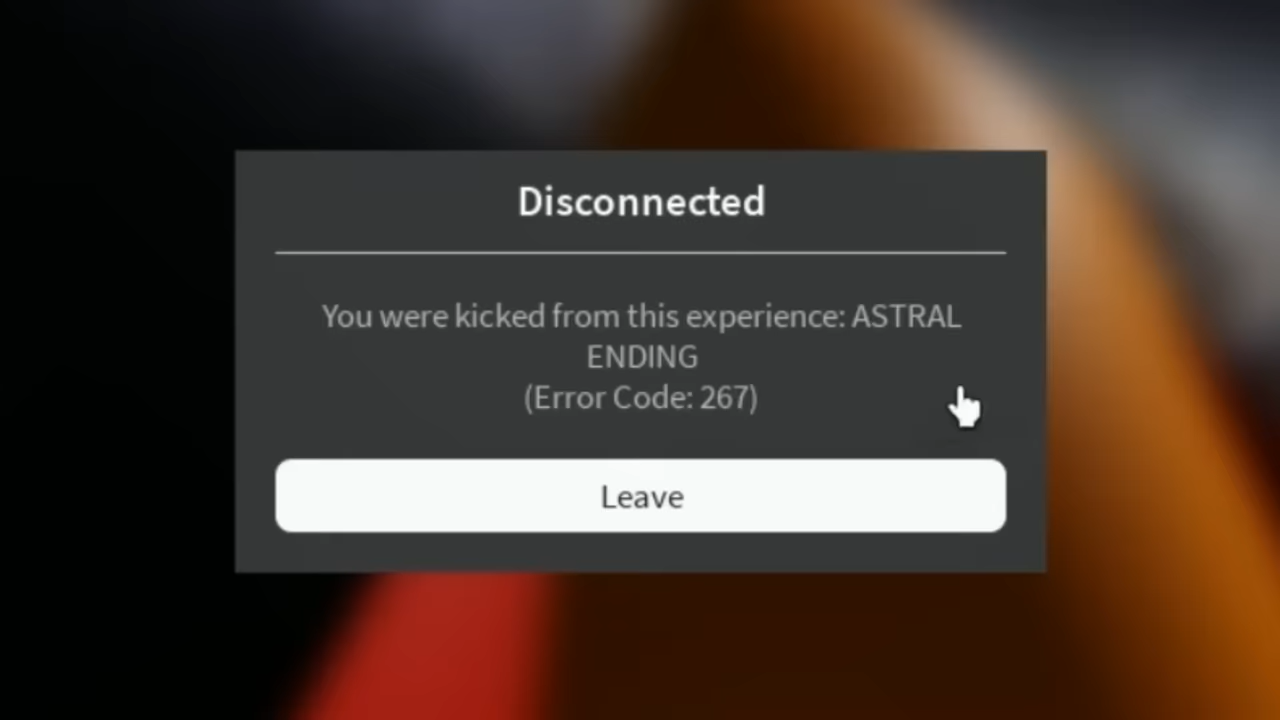 Disconnected
You were kicked from this experience: ASTRAL
ENDING
(Error Code: 267)
Leave